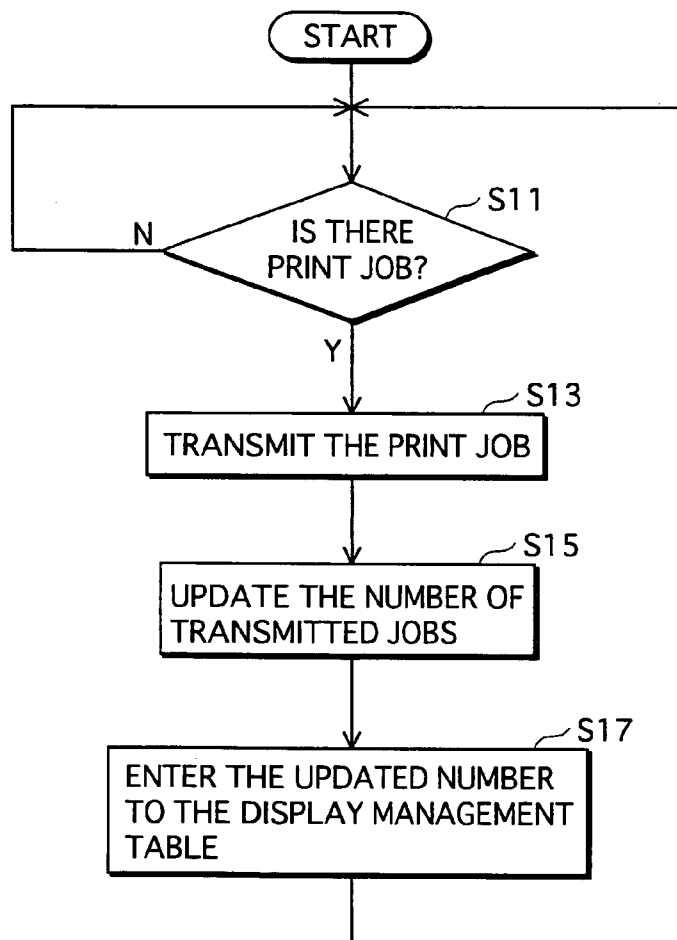 START
S11
IS THERE
PRINT JOB?
N
Y
S13
TRANSMIT THE PRINT JOB
S15
UPDATE THE NUMBER OF
TRANSMITTED JOBS
S17
ENTER THE UPDATED NUMBER
TO THE DISPLAY MANAGEMENT
TABLE